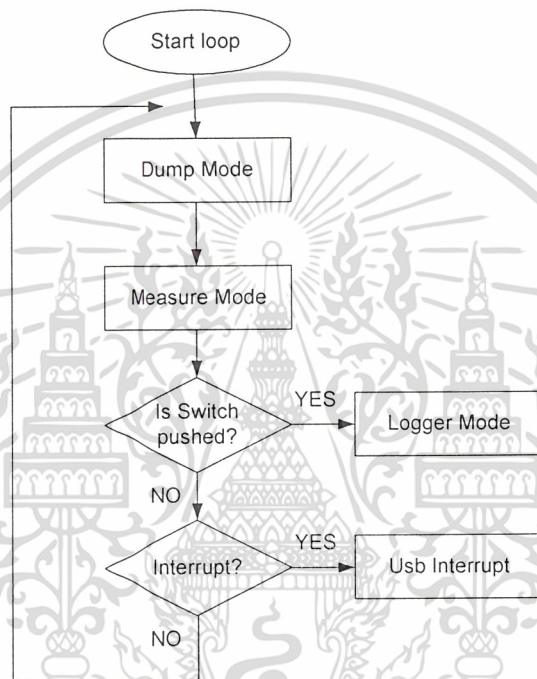 Start loop
Dump Mode
Measure Mode
Is Switch
pushed?
YES
Logger Mode
NO
Interrupt?
YES
Usb Interrupt
NO